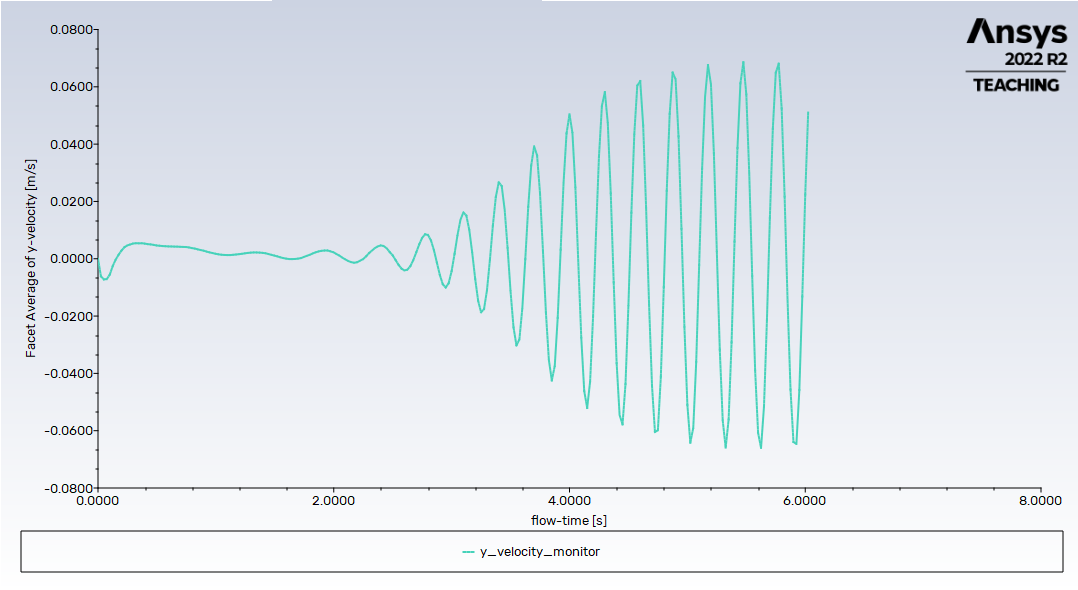 Ansys
2022 R2
TEACHING
0.0800
0.0600
0.0400
0.0200
0.0000
-0.0200
-0.0400
-0.0600
-0.0800
Facet Average of y-velocity [m/s]
0.0000 2.0000 4.0000 6.0000 8.0000
flow-time [s]
y_velocity_monitor